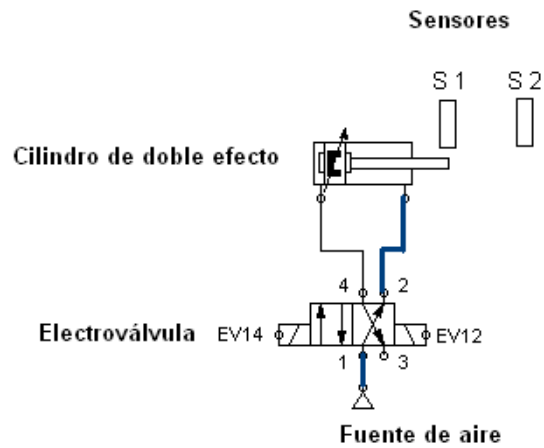 Sensores
S 1 S 2
Cilindro de doble efecto
4 2
Electroválvula EV14 EV12
1 3
Fuente de aire